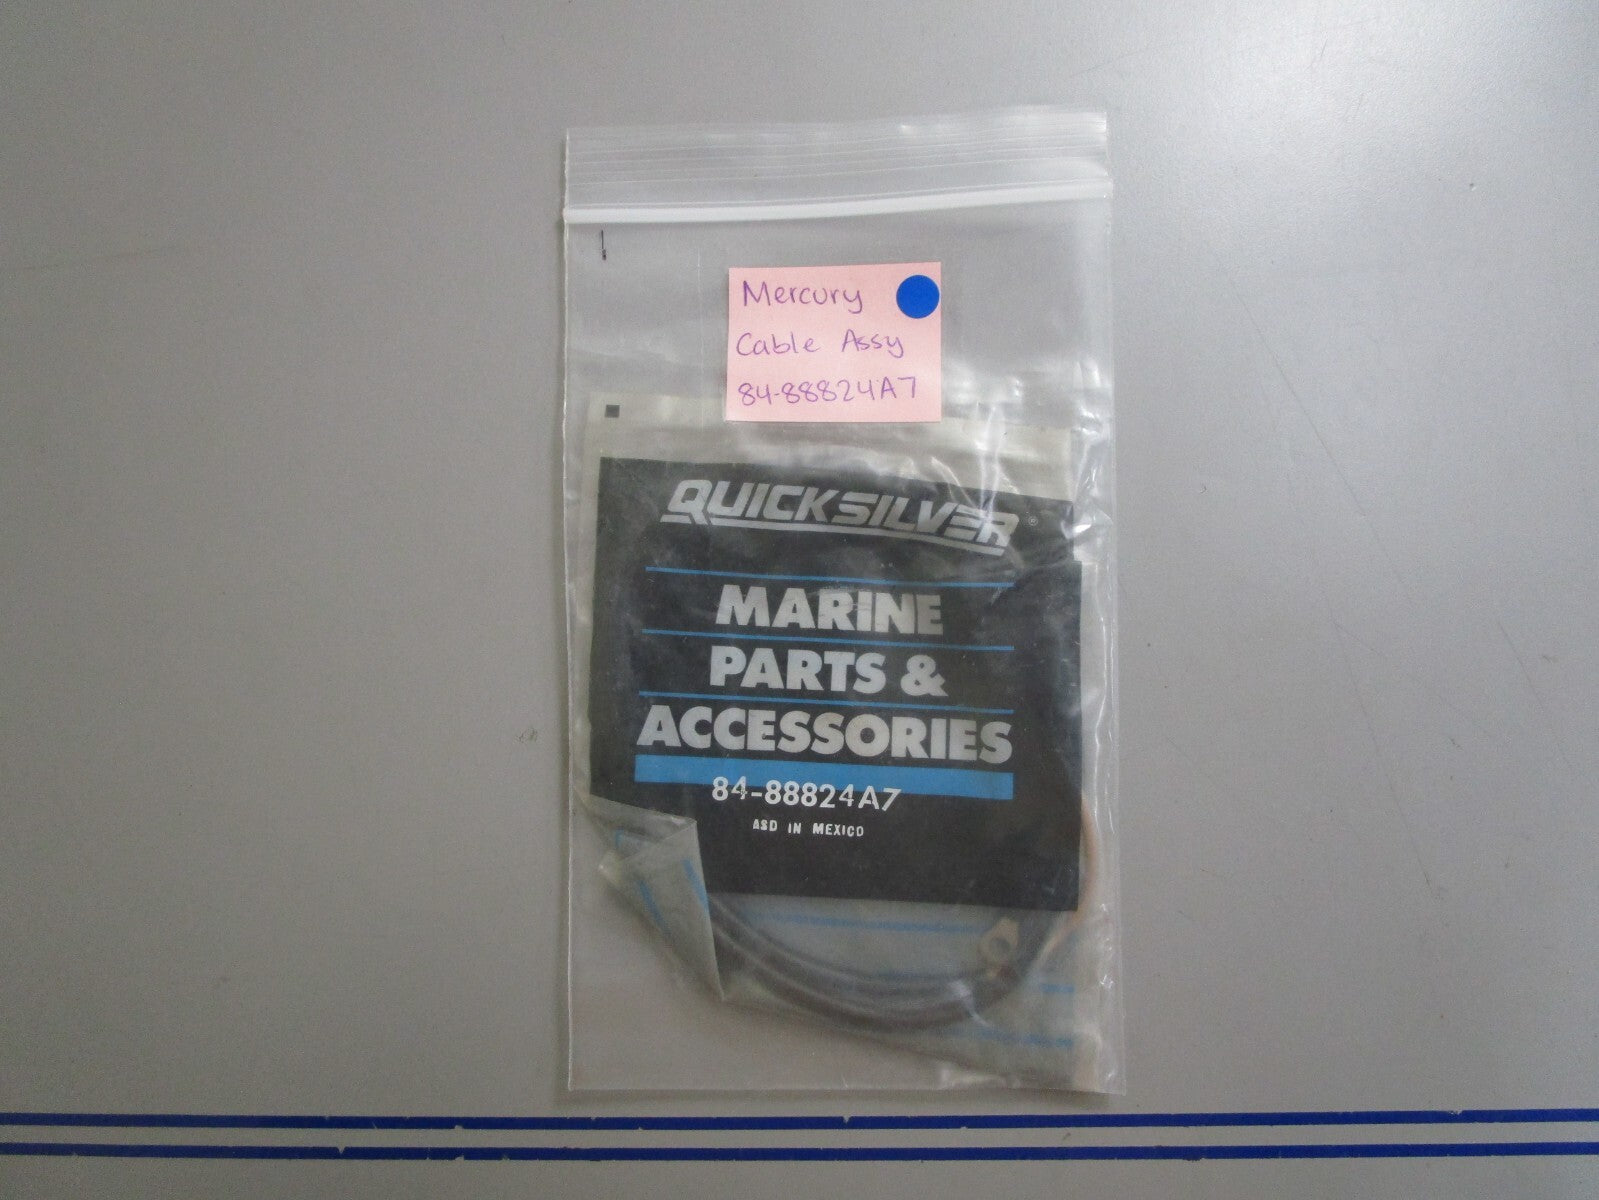 Mercury
Cable Assy
84-88824A7
QUICKSILVER®
MARINE
PARTS &
ACCESSORIES
84-88824A7
ASD IN MEXICO